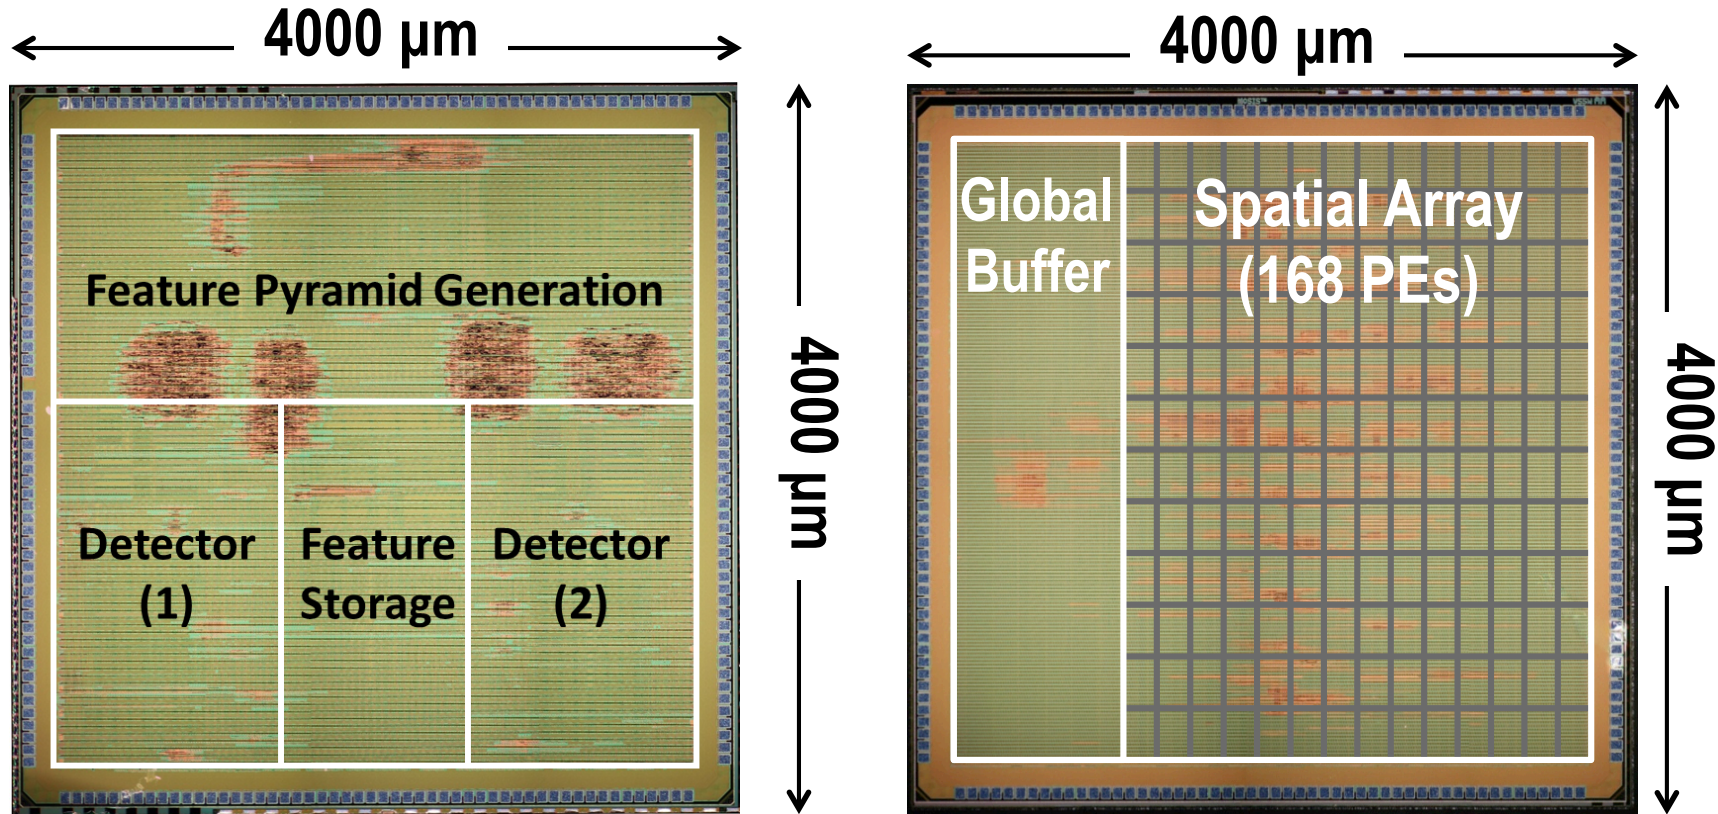 4000 µm
4000 µm
Feature Pyramid Generation
Detector
(1)
Feature
Storage
Detector
(2)
4000 µm
MOSIS
Global
Buffer
Spatial Array
(168 PEs)
4000 µm